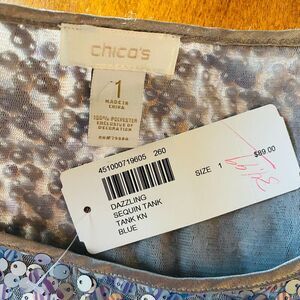 chico's
1
MADE IN
CHINA
100% POLYESTER
EXCLUSIVE OF
DECORATION
451000719605 260
SIZE 1
$89.00
DAZZLING
SEQUIN TANK
TANK KN
BLUE